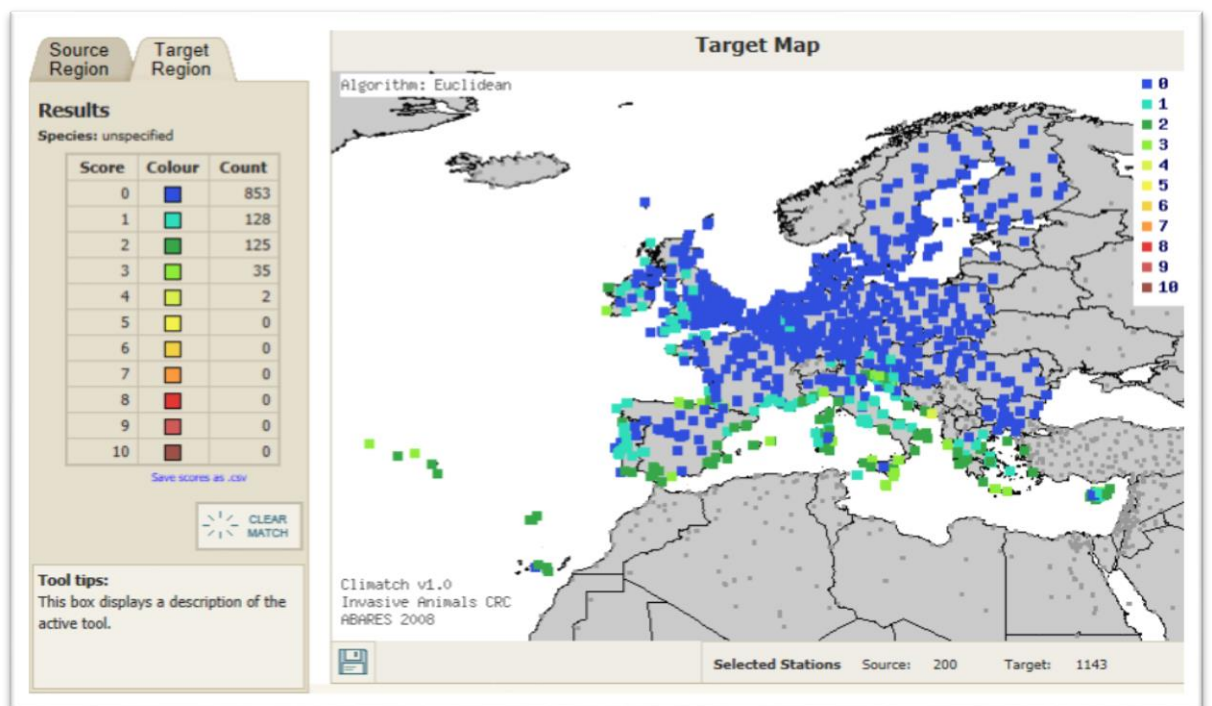 Source
Region
Target
Region
Results
Species: unspecified
Score Colour Count
0 853
1 128
2 125
3 35
4 2
5 0
6 0
7 0
8 0
9 0
10 0
Save scores as .csv
CLEAR
MATCH
Tool tips:
This box displays a description of the
active tool.
Target Map
Algorithm: Euclidean
0
1
2
3
4
5
6
7
8
9
10
Climatch v1.0
Invasive Animals CRC
ABARES 2008
Selected Stations Source: 200 Target: 1143